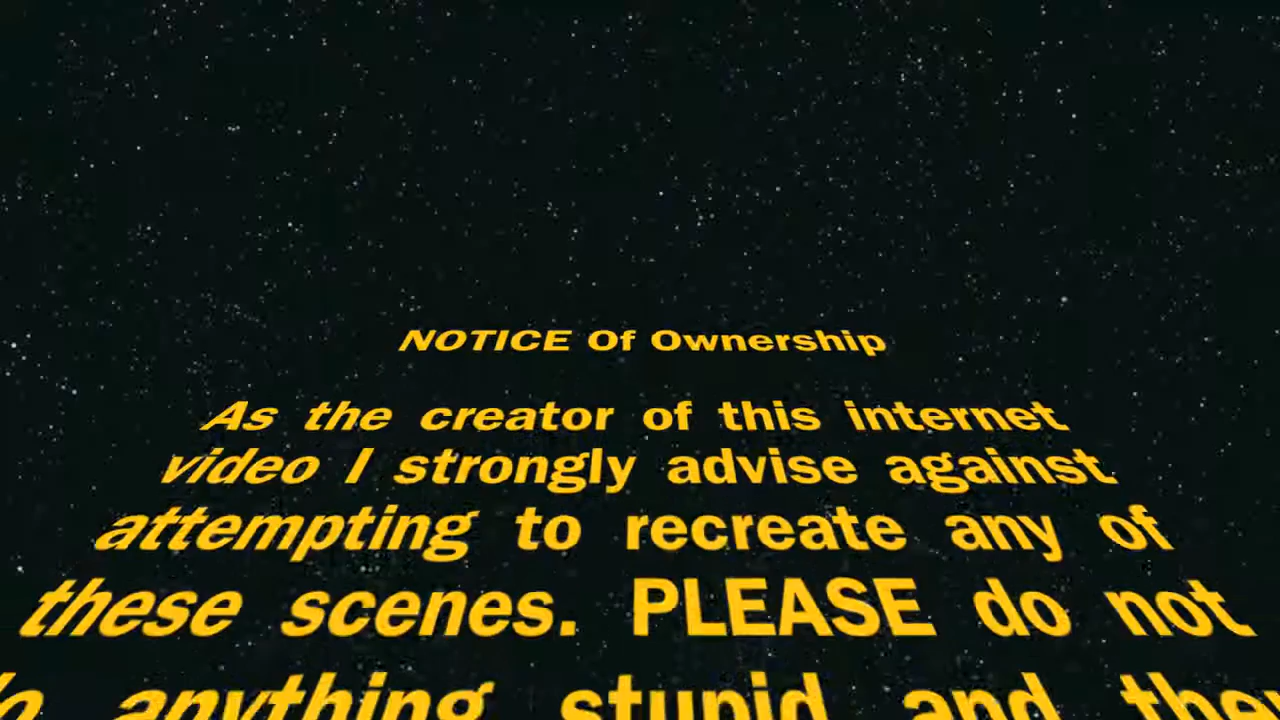 NOTICE Of Ownership
As the creator of this internet
video I strongly advise against
attempting to recreate any of
these scenes. PLEASE do not
anything stupid and